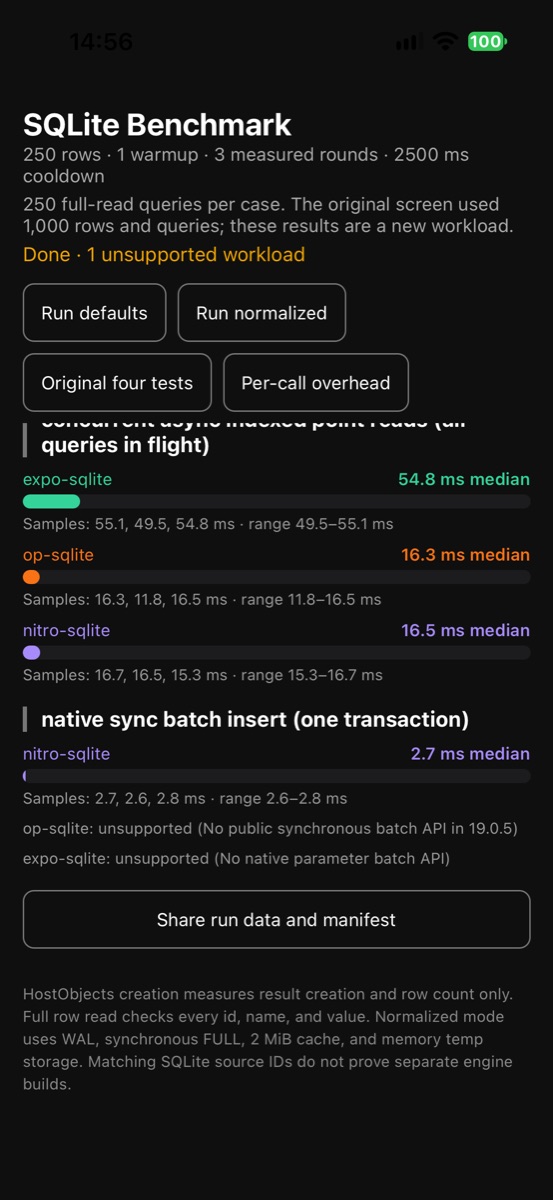 14:56
100
SQLite Benchmark
250 rows · 1 warmup · 3 measured rounds · 2500 ms
cooldown
250 full-read queries per case. The original screen used
1,000 rows and queries; these results are a new workload.
Done · 1 unsupported workload
Run defaults
Run normalized
Original four tests
Per-call overhead
concurrent async indexed point reads (all
queries in flight)
expo-sqlite 54.8 ms median
Samples: 55.1, 49.5, 54.8 ms · range 49.5–55.1 ms
op-sqlite 16.3 ms median
Samples: 16.3, 11.8, 16.5 ms · range 11.8–16.5 ms
nitro-sqlite 16.5 ms median
Samples: 16.7, 16.5, 15.3 ms · range 15.3–16.7 ms
native sync batch insert (one transaction)
nitro-sqlite 2.7 ms median
Samples: 2.7, 2.6, 2.8 ms · range 2.6–2.8 ms
op-sqlite: unsupported (No public synchronous batch API in 19.0.5)
expo-sqlite: unsupported (No native parameter batch API)
Share run data and manifest
HostObjects creation measures result creation and row count only.
Full row read checks every id, name, and value. Normalized mode
uses WAL, synchronous FULL, 2 MiB cache, and memory temp
storage. Matching SQLite source IDs do not prove separate engine
builds.